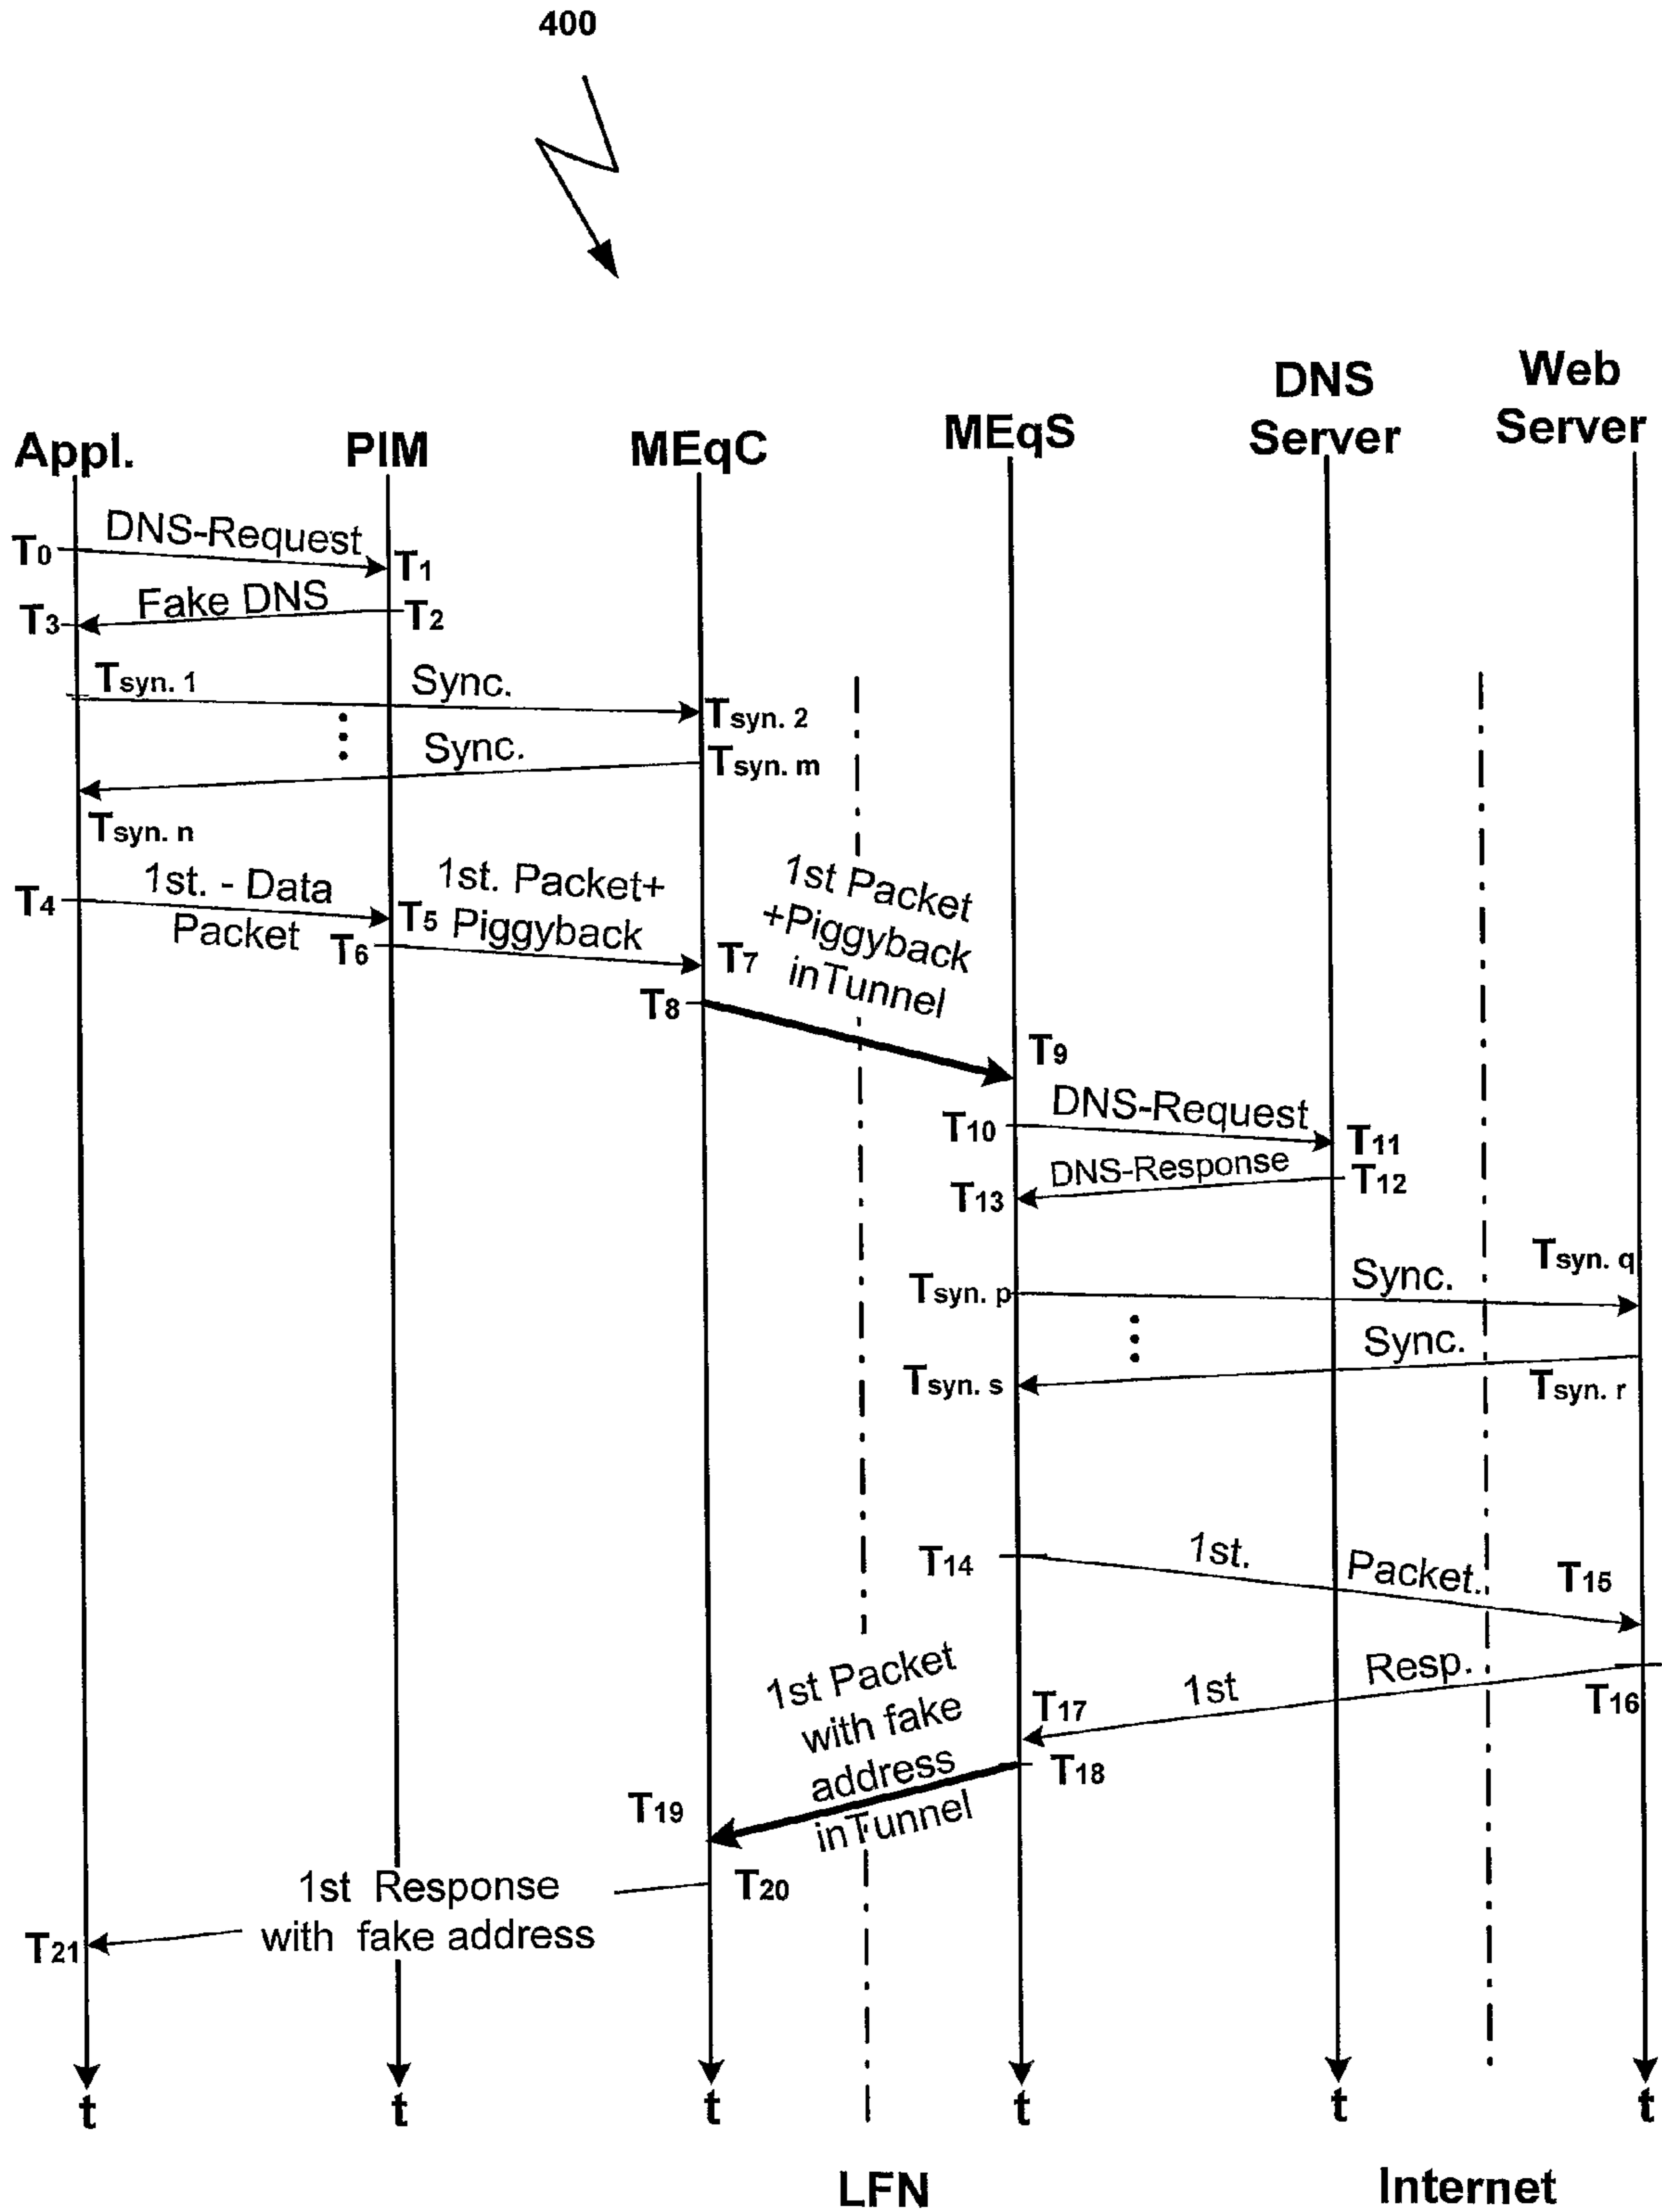 400
Appl.
PIM
MEqC
MEqS
DNS
Server
Web
Server
T0
DNS-Request
T1
T3
Fake DNS
T2
Tsyn. 1
Sync.
Tsyn. 2
Sync.
Tsyn. m
Tsyn. n
T4
1st. - Data
Packet
T5
T6
1st. Packet+
Piggyback
T7
1st Packet
+Piggyback
inTunnel
T8
T9
T10
DNS-Request
T11
DNS-Response
T12
T13
Tsyn. p
Sync.
Tsyn. q
Sync.
Tsyn. s
Tsyn. r
T14
1st.
Packet.
T15
1st
Resp.
T16
T17
1st Packet
with fake
address
inTunnel
T18
T19
T20
1st Response
with fake address
T21
t
t
t
t
t
t
LFN
Internet